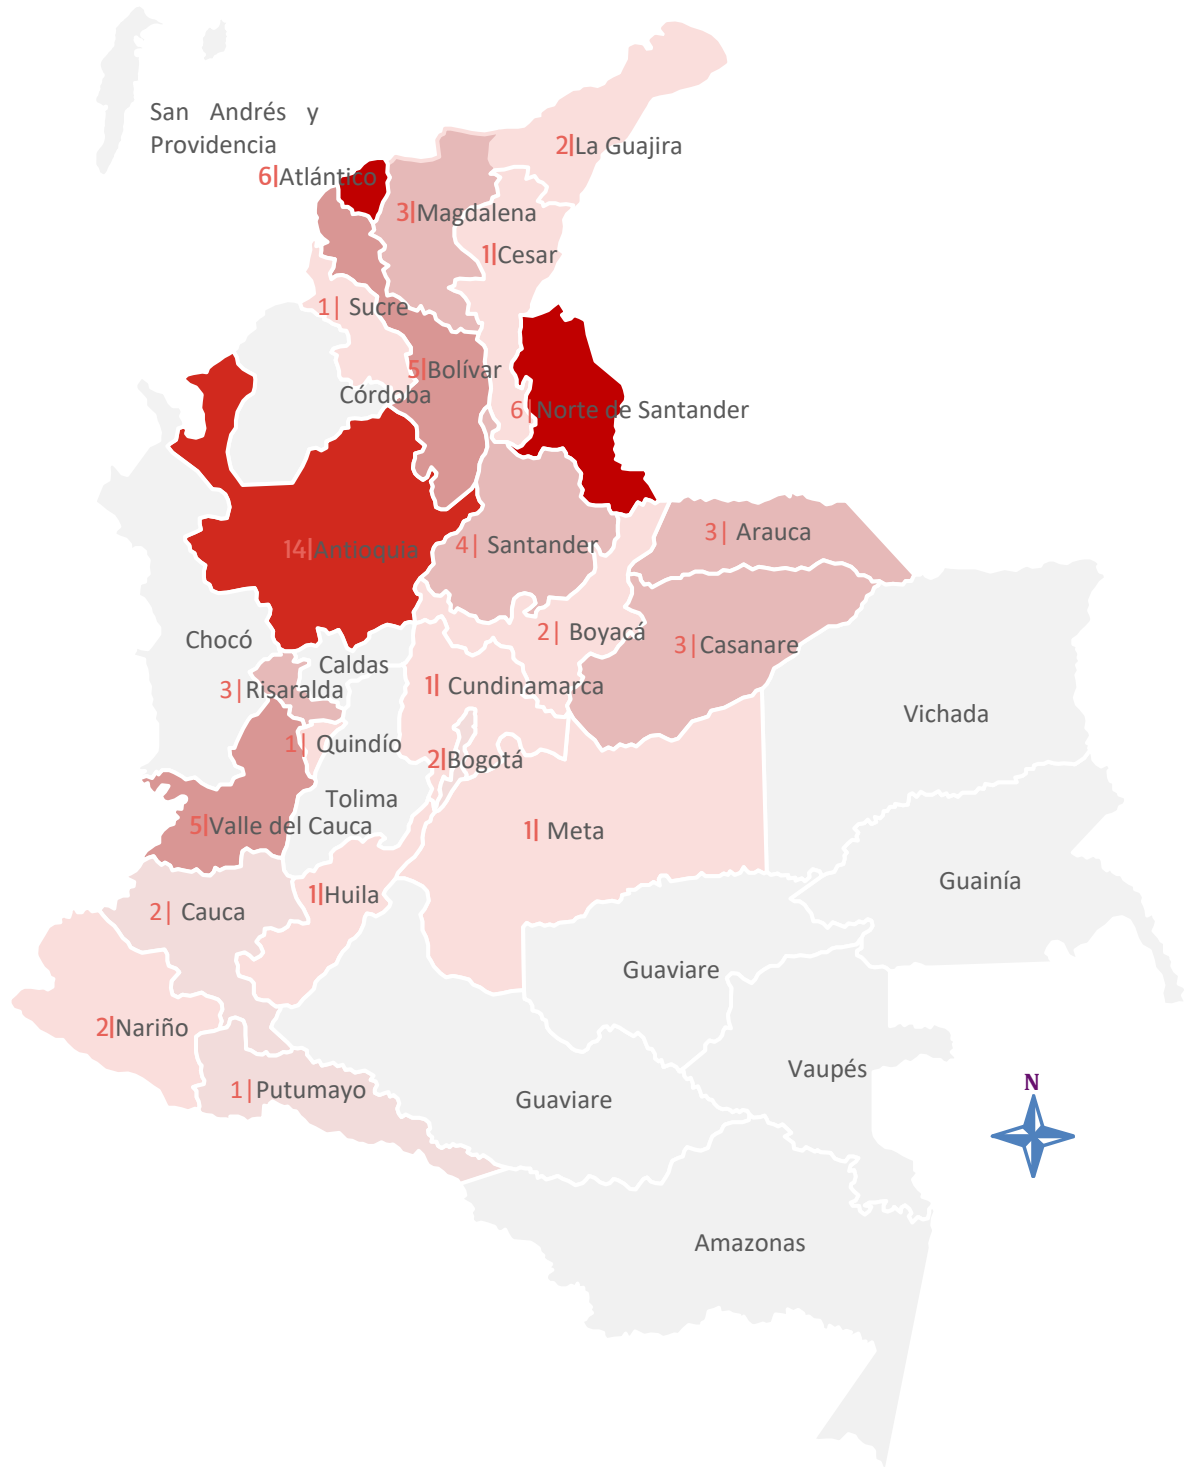 San Andrés y
Providencia
2|La Guajira
6|Atlántico
3|Magdalena
1|Cesar
1| Sucre
5|Bolívar
Córdoba
6|Norte de Santander
3| Arauca
14|Antioquia
4| Santander
2| Boyacá
Chocó
3|Casanare
Caldas
3|Risaralda
1| Cundinamarca
Vichada
1| Quindío
2|Bogotá
Tolima
5|Valle del Cauca
1| Meta
Guainía
1|Huila
2| Cauca
Guaviare
2|Nariño
Vaupés
N
1|Putumayo
Guaviare
Amazonas